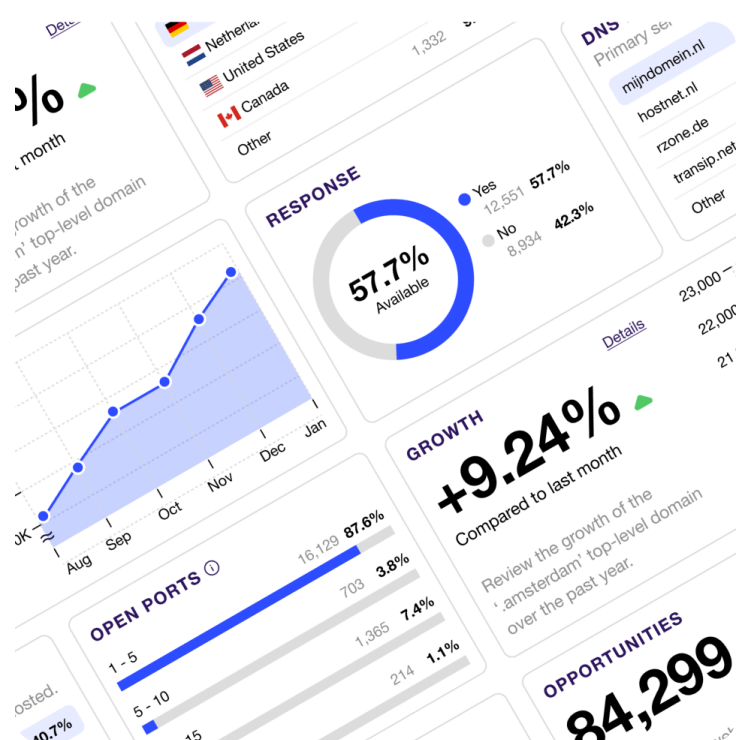 %
month
of the
top-level domain
past year.
United States
Canada
Other
1,332
DNS
Primary
mijndomein.nl
hostnet.nl
rzone.de
transip.net
Other
RESPONSE
57.7%
Available
Yes
12,551 57.7%
No
8,934 42.3%
Aug
Sep
Oct
Nov
Dec
Jan
Details
23,000
22,000
21
GROWTH
+9.24%
Compared to last month
Review the growth of the
‘.amsterdam’ top-level domain
over the past year.
OPEN PORTS
1 - 5
16,129 87.6%
5 - 10
703 3.8%
15
1,365 7.4%
214 1.1%
OPPORTUNITIES
84,299